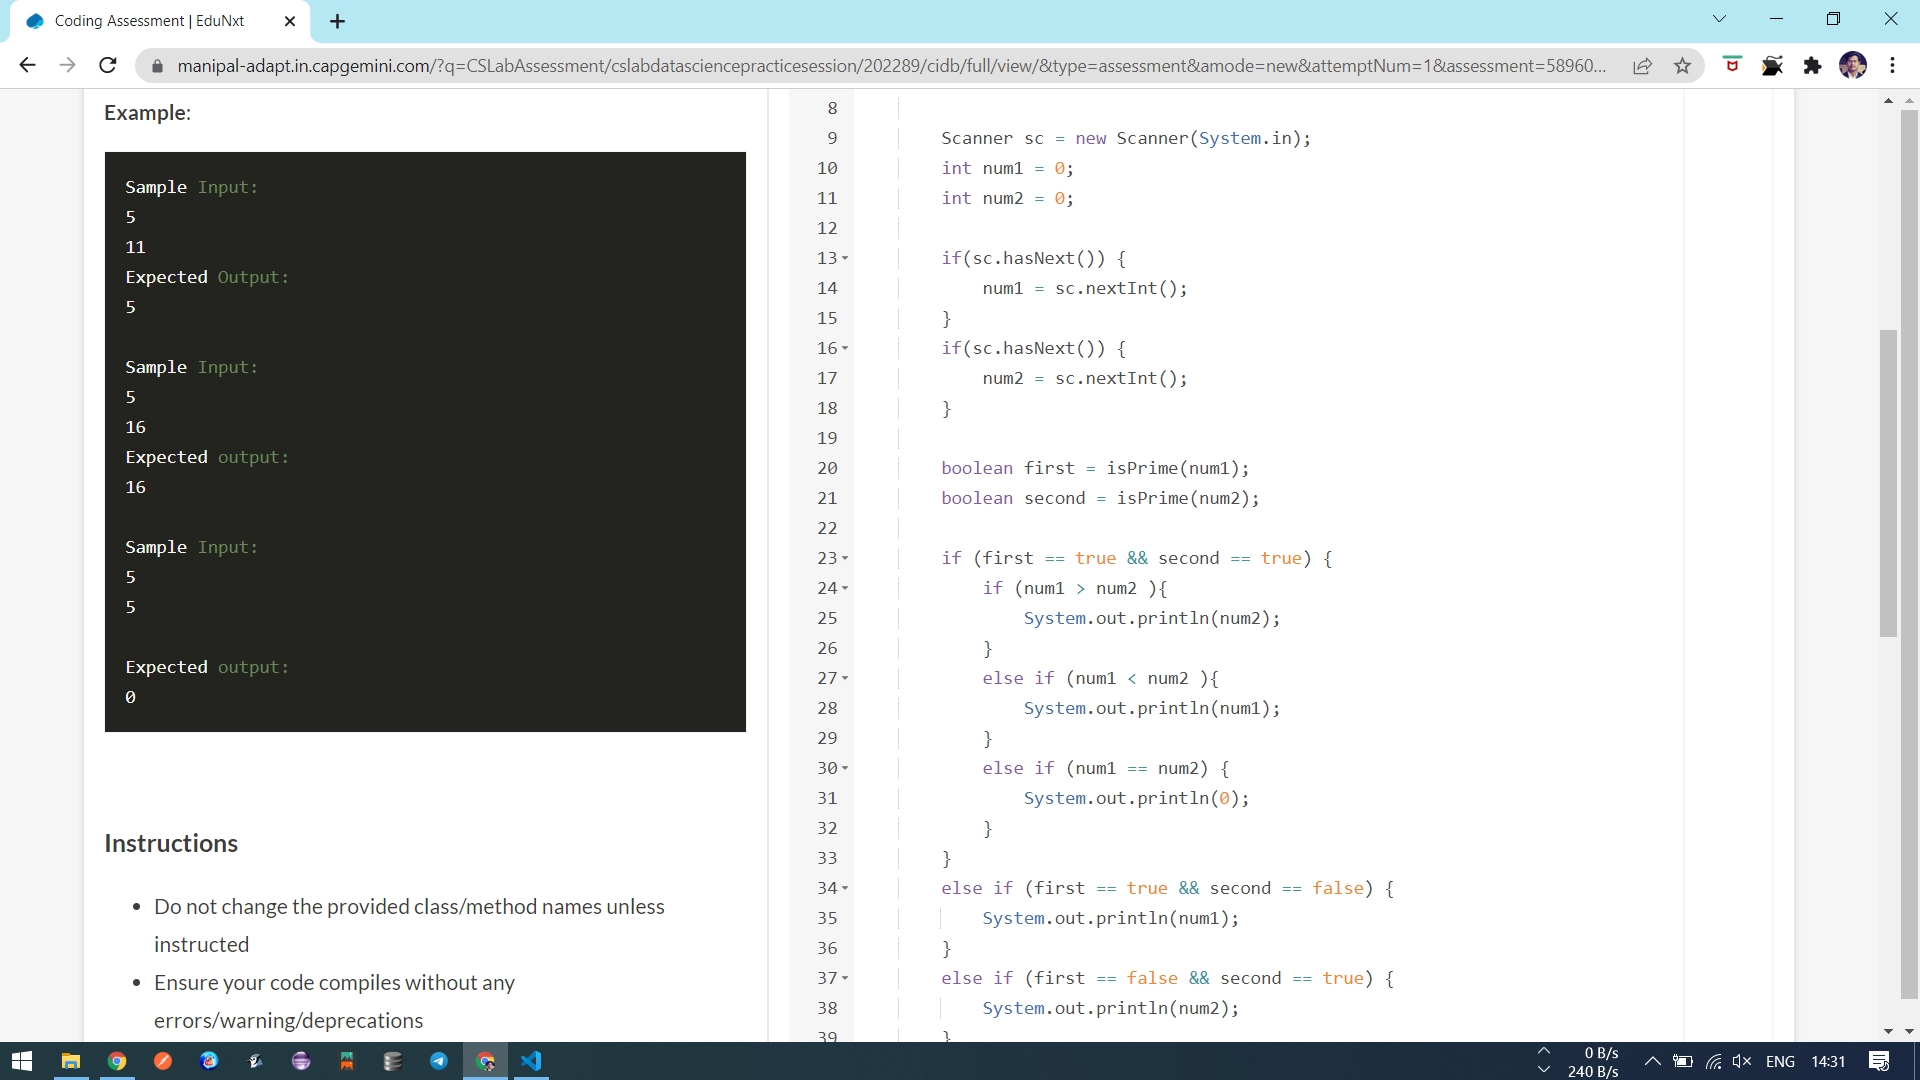 Coding Assessment | EduNxt
manipal-adapt.in.capgemini.com/?q=CSLabAssessment/cslabdatasciencepracticesession/202289/cidb/full/view/&type=assessment&amode=new&attemptNum=1&assessment=58960...
Example:
Sample Input:
5
11
Expected Output:
5
Sample Input:
5
16
Expected output:
16
Sample Input:
5
5
Expected output:
0
Instructions
• Do not change the provided class/method names unless
instructed
• Ensure your code compiles without any
errors/warning/deprecations
8
9 Scanner sc = new Scanner(System.in);
10 int num1 = 0;
11 int num2 = 0;
12
13 if(sc.hasNext()) {
14 num1 = sc.nextInt();
15 }
16 if(sc.hasNext()) {
17 num2 = sc.nextInt();
18 }
19
20 boolean first = isPrime(num1);
21 boolean second = isPrime(num2);
22
23 if (first == true && second == true) {
24 if (num1 > num2 ){
25 System.out.println(num2);
26 }
27 else if (num1 < num2 ){
28 System.out.println(num1);
29 }
30 else if (num1 == num2) {
31 System.out.println(0);
32 }
33 }
34 else if (first == true && second == false) {
35 System.out.println(num1);
36 }
37 else if (first == false && second == true) {
38 System.out.println(num2);
39 }
0 B/s
240 B/s
ENG
14:31